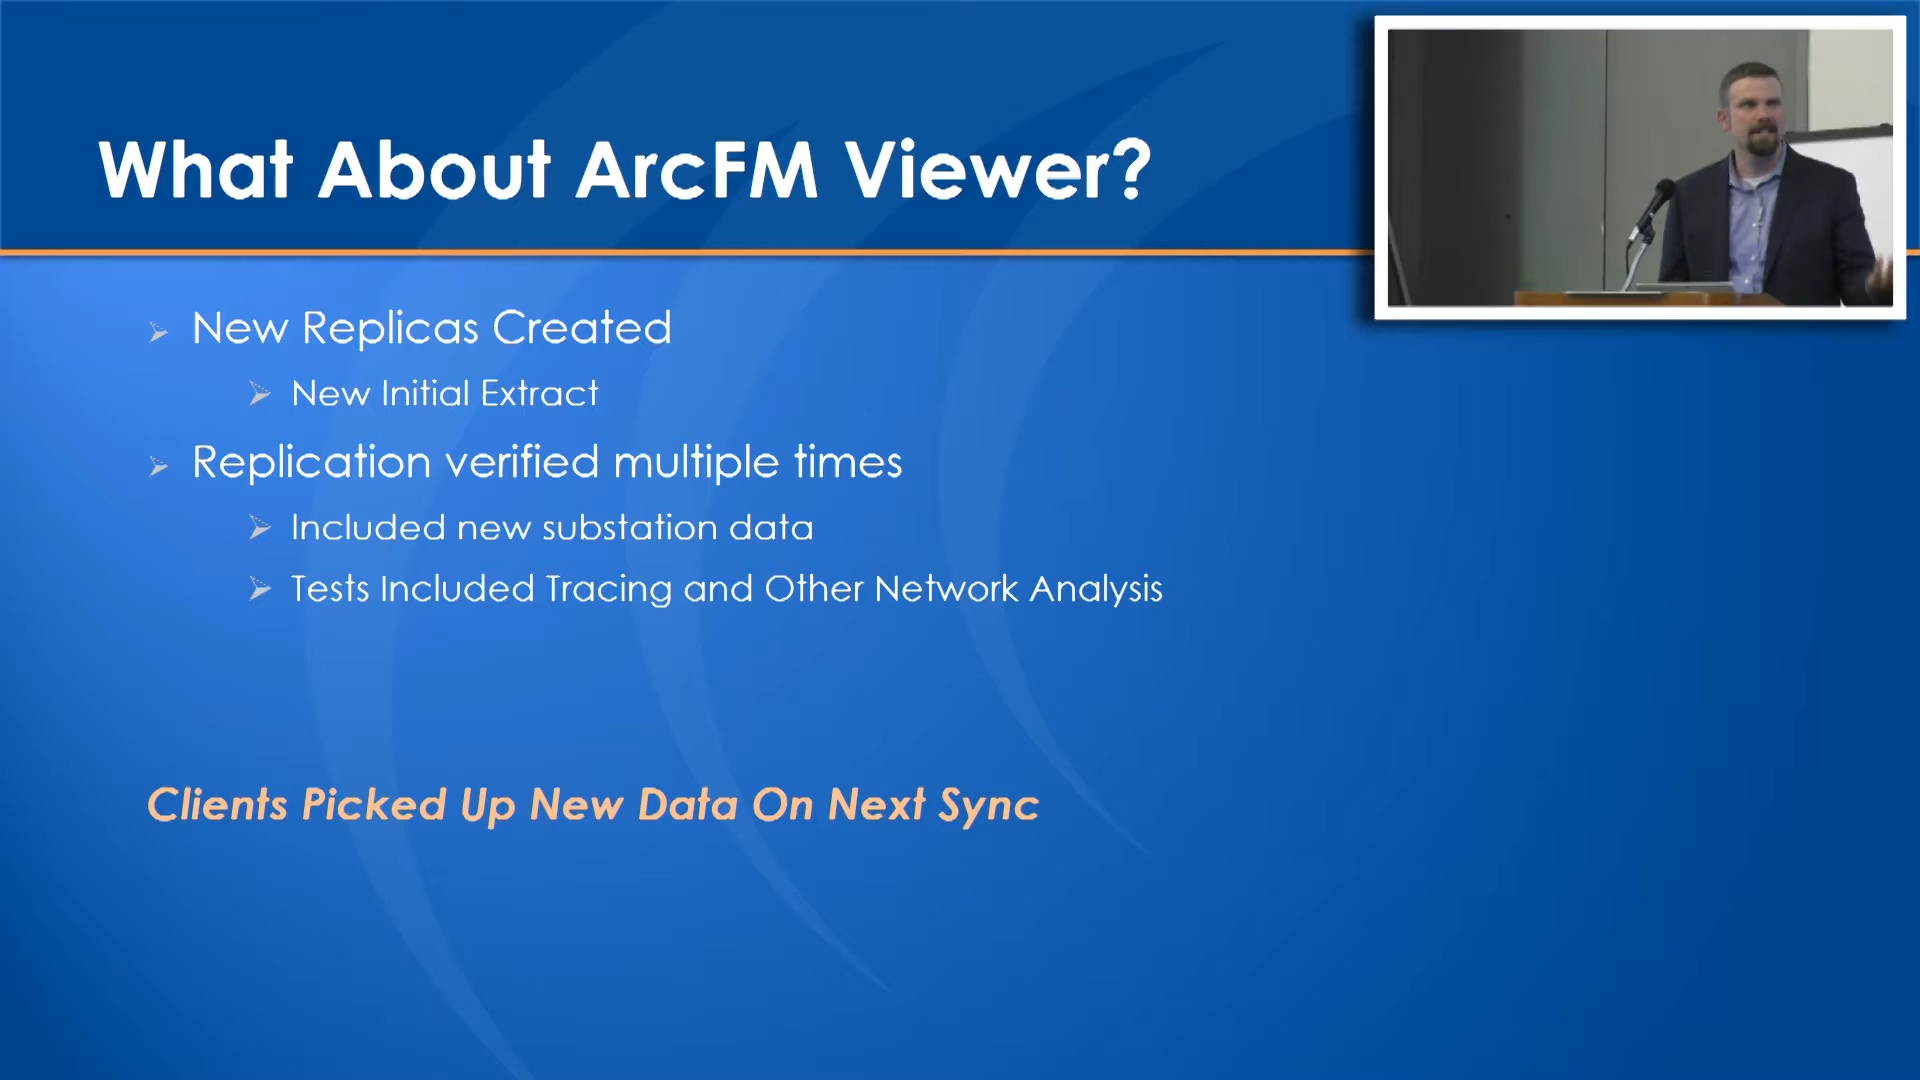 What About ArcFM Viewer?
New Replicas Created
New Initial Extract
Replication verified multiple times
Included new substation data
Tests Included Tracing and Other Network Analysis
Clients Picked Up New Data On Next Sync